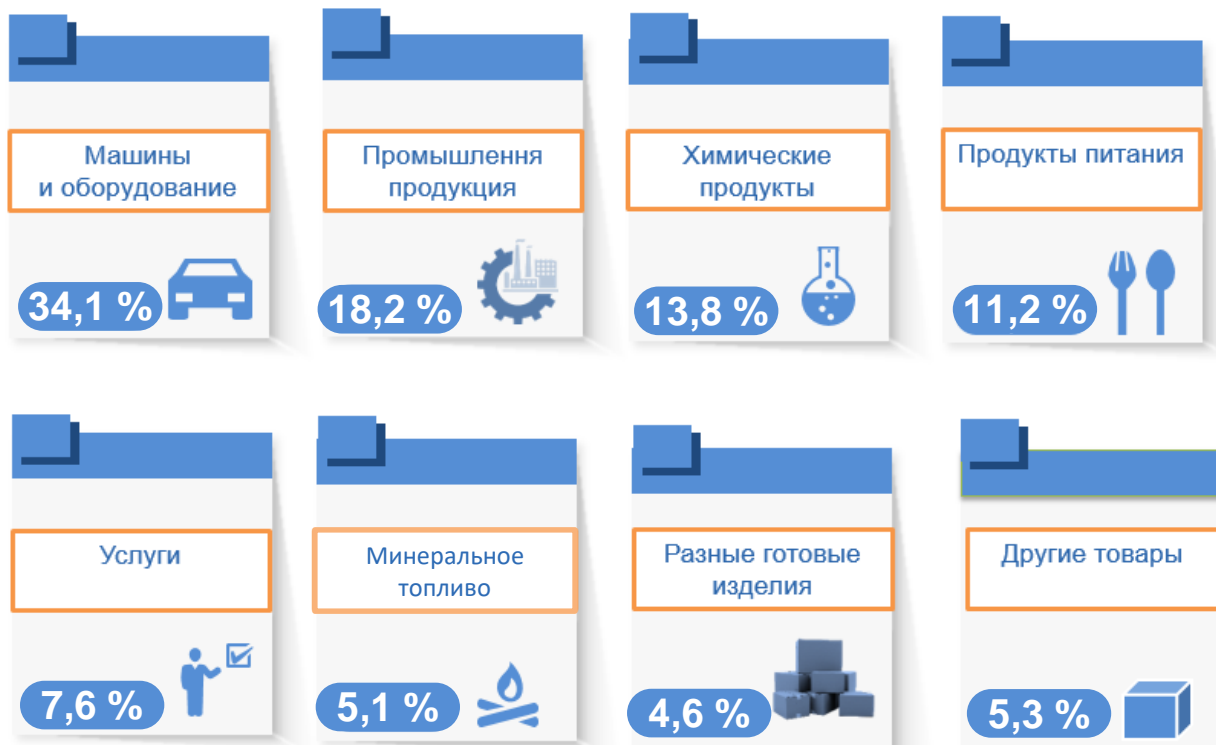 Машины
и оборудование
34,1 %
Промышлення
продукция
18,2 %
Химические
продукты
13,8 %
Продукты питания
11,2 %
Услуги
7,6 %
Минеральное
топливо
5,1 %
Разные готовые
изделия
4,6 %
Другие товары
5,3 %